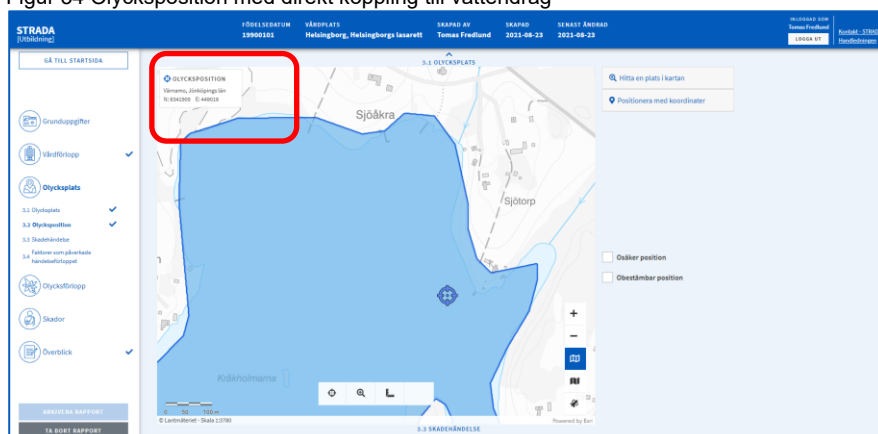 Figur 34 Olycksposition med direkt koppling till vattendrag
STRADA
[Utbildning]
FÖDELSEDATUM
19900101
VÅRDPLATS
Helsingborg, Helsingborgs lasarett
SKAPAD AV
Tomas Fredlund
SKAPAD
2021-08-23
SENAST ÄNDRAD
2021-08-23
INLOGGAD SOM
Tomas Fredlund
LOGGA UT
Kontakt - STRADA
Handledningar
GÅ TILL STARTSIDA
Grunduppgifter
Vårdförlopp
Olycksplats
3.1 Olycksplats
3.2 Olycksposition
3.3 Skadehändelse
3.4 Faktorer som påverkade
händelseförloppet
Olycksförlopp
Skador
Överblick
ARKIVERA RAPPORT
TA BORT RAPPORT
3.1 OLYCKSPLATS
OLYCKSPOSITION
Värnamo, Jönköpings län
N: 6341909 E: 449018
Sjöåkra
Sjötorp
Kråkholmarna
0 50 100 m
© Lantmäteriet - Skala 1:3780
Powered by Esri
3.3 SKADEHÄNDELSE
Hitta en plats i kartan
Positionera med koordinater
Osäker position
Obestämbar position